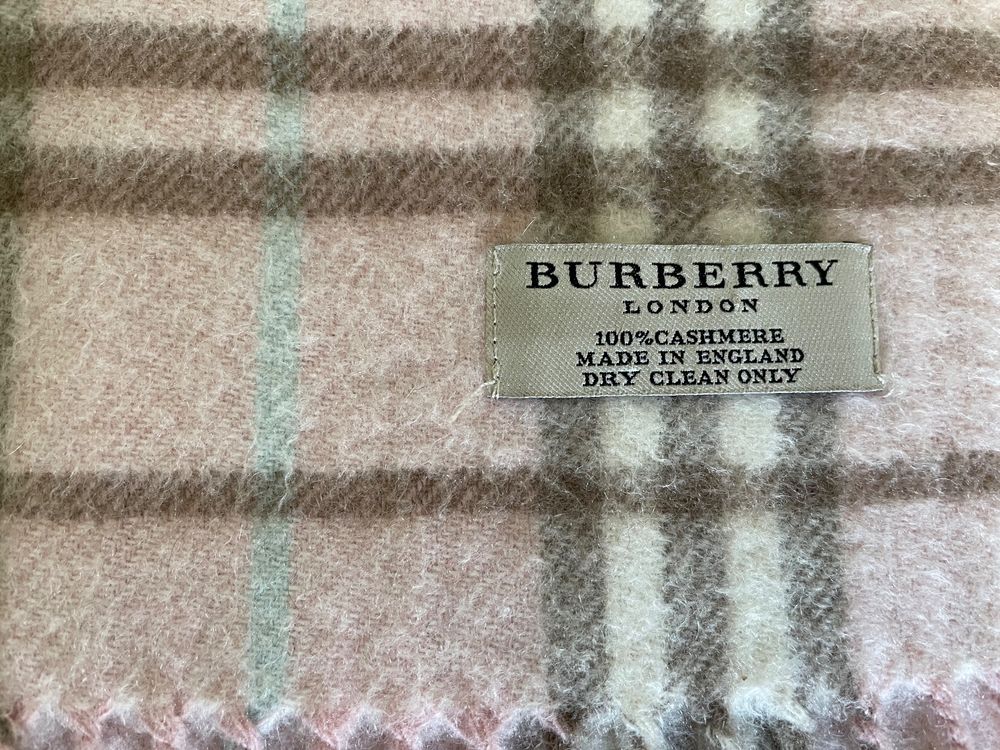 BURBERRY
LONDON
100%CASHMERE
MADE IN ENGLAND
DRY CLEAN ONLY